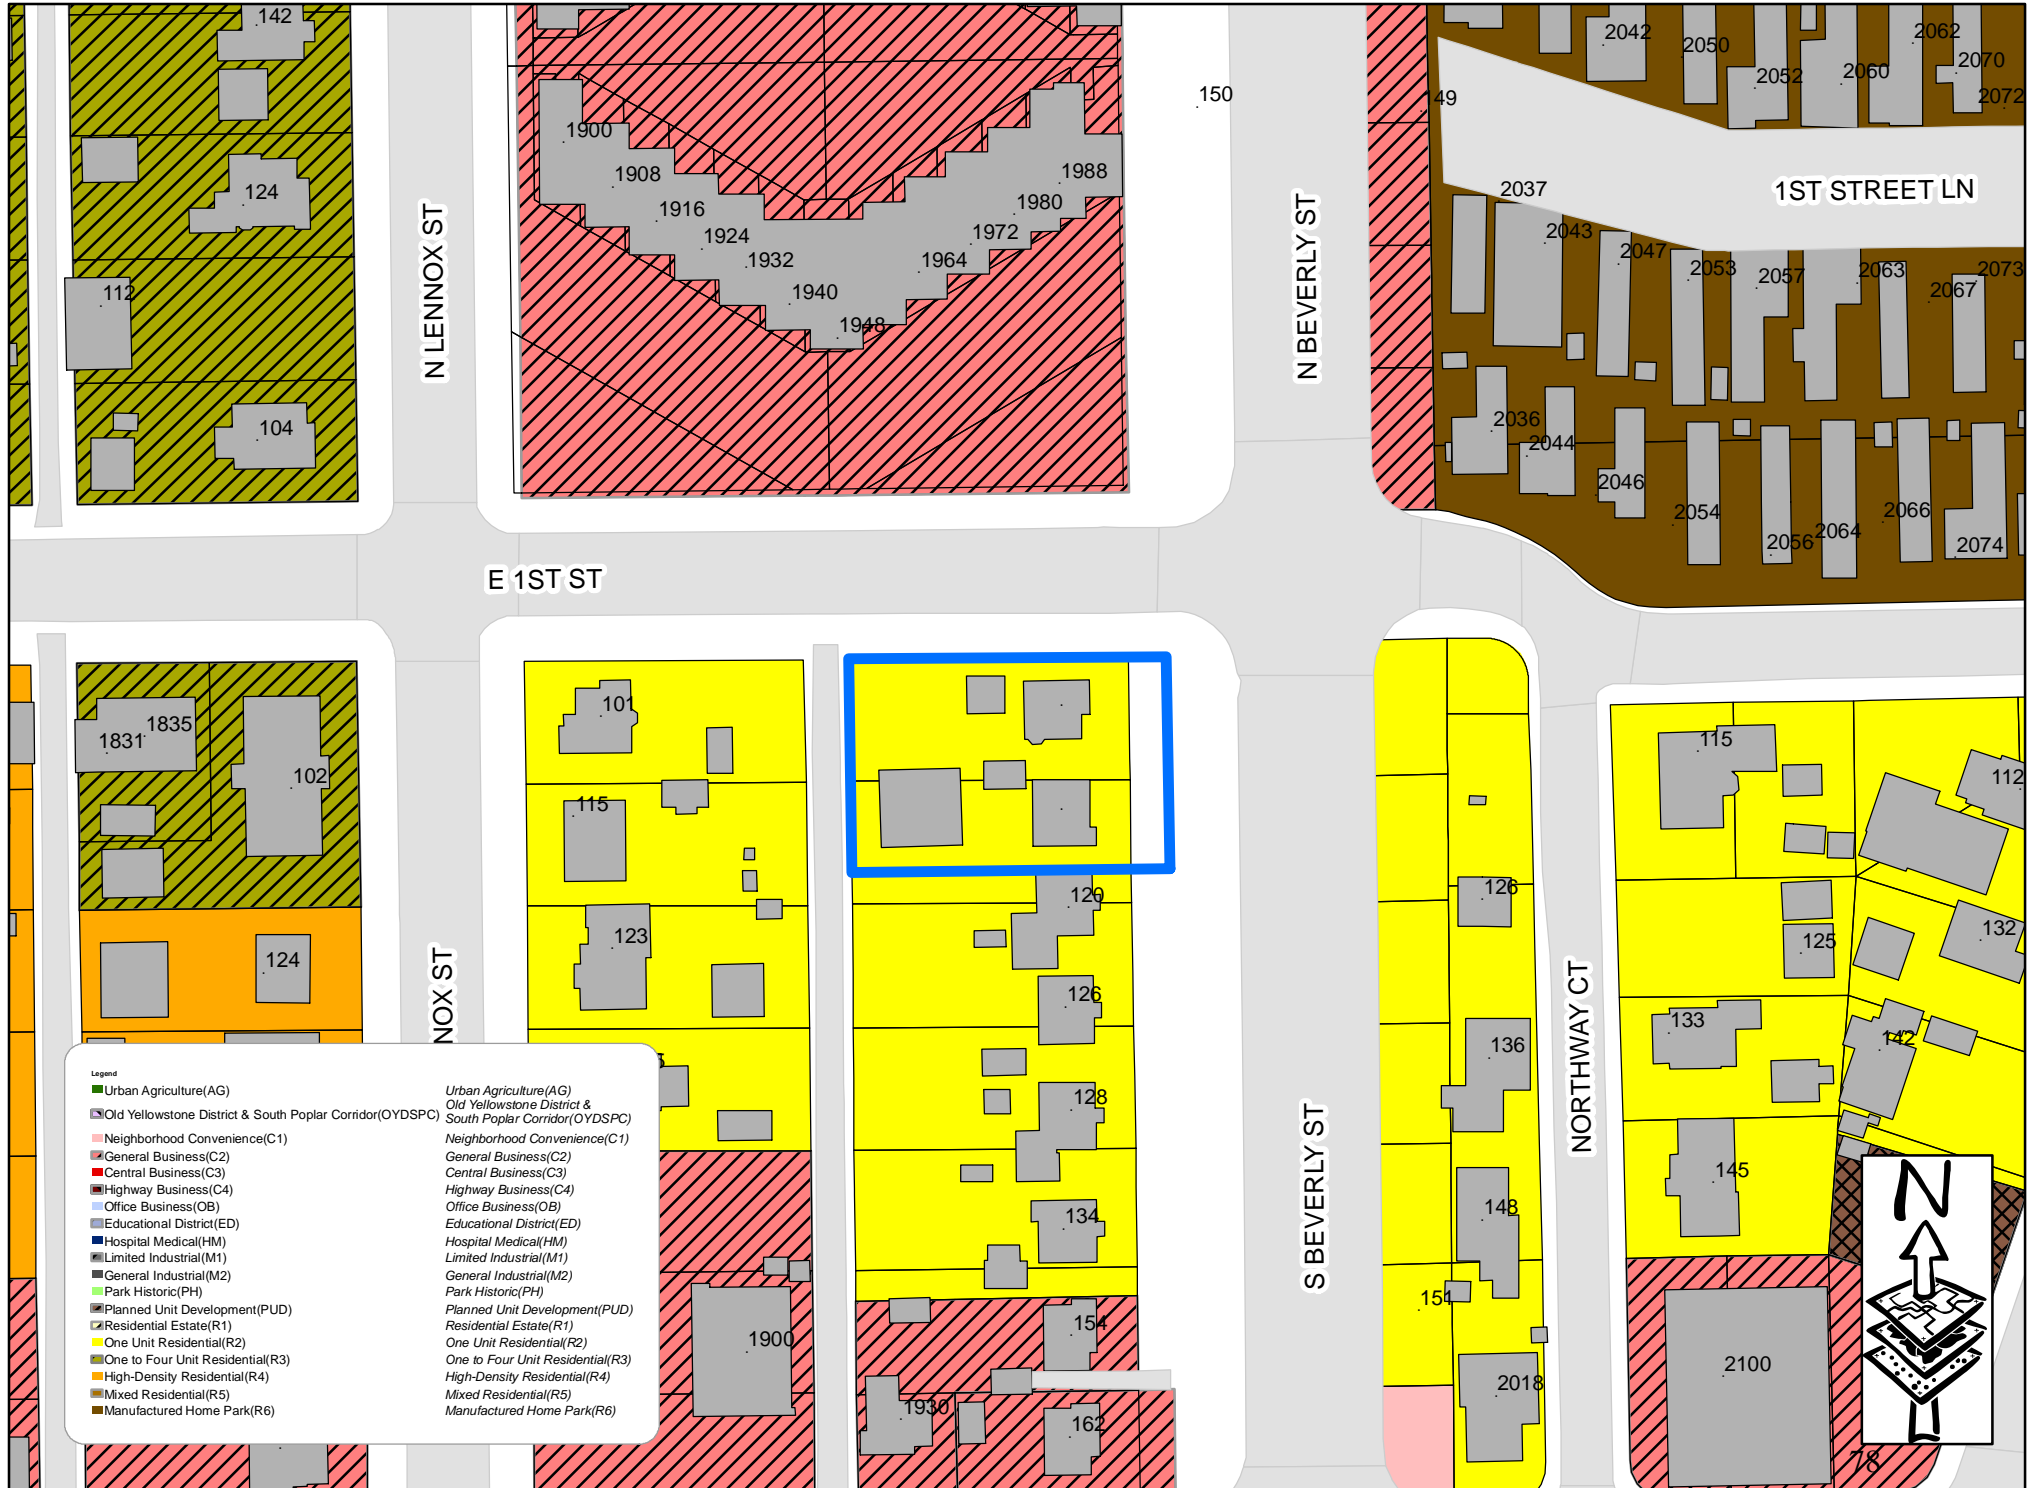 142
2042
2050
2062
2052
2060
2070
2072
150
149
1900
1908
1916
1924
1932
1940
1948
1964
1972
1980
1988
124
112
104
N LENNOX ST
N BEVERLY ST
1ST STREET LN
2037
2043
2047
2053
2057
2063
2067
2073
2036
2044
2046
2054
2056
2064
2066
2074
E 1ST ST
1835
1831
102
101
115
115
112
120
126
123
124
126
125
132
126
128
133
136
142
NOX ST
S BEVERLY ST
NORTHWAY CT
134
145
148
151
154
1900
1930
162
2018
2100
N
78
Legend
Urban Agriculture(AG) Urban Agriculture(AG)
Old Yellowstone District & South Poplar Corridor(OYDSPC) Old Yellowstone District &
South Poplar Corridor(OYDSPC)
Neighborhood Convenience(C1) Neighborhood Convenience(C1)
General Business(C2) General Business(C2)
Central Business(C3) Central Business(C3)
Highway Business(C4) Highway Business(C4)
Office Business(OB) Office Business(OB)
Educational District(ED) Educational District(ED)
Hospital Medical(HM) Hospital Medical(HM)
Limited Industrial(M1) Limited Industrial(M1)
General Industrial(M2) General Industrial(M2)
Park Historic(PH) Park Historic(PH)
Planned Unit Development(PUD) Planned Unit Development(PUD)
Residential Estate(R1) Residential Estate(R1)
One Unit Residential(R2) One Unit Residential(R2)
One to Four Unit Residential(R3) One to Four Unit Residential(R3)
High-Density Residential(R4) High-Density Residential(R4)
Mixed Residential(R5) Mixed Residential(R5)
Manufactured Home Park(R6) Manufactured Home Park(R6)